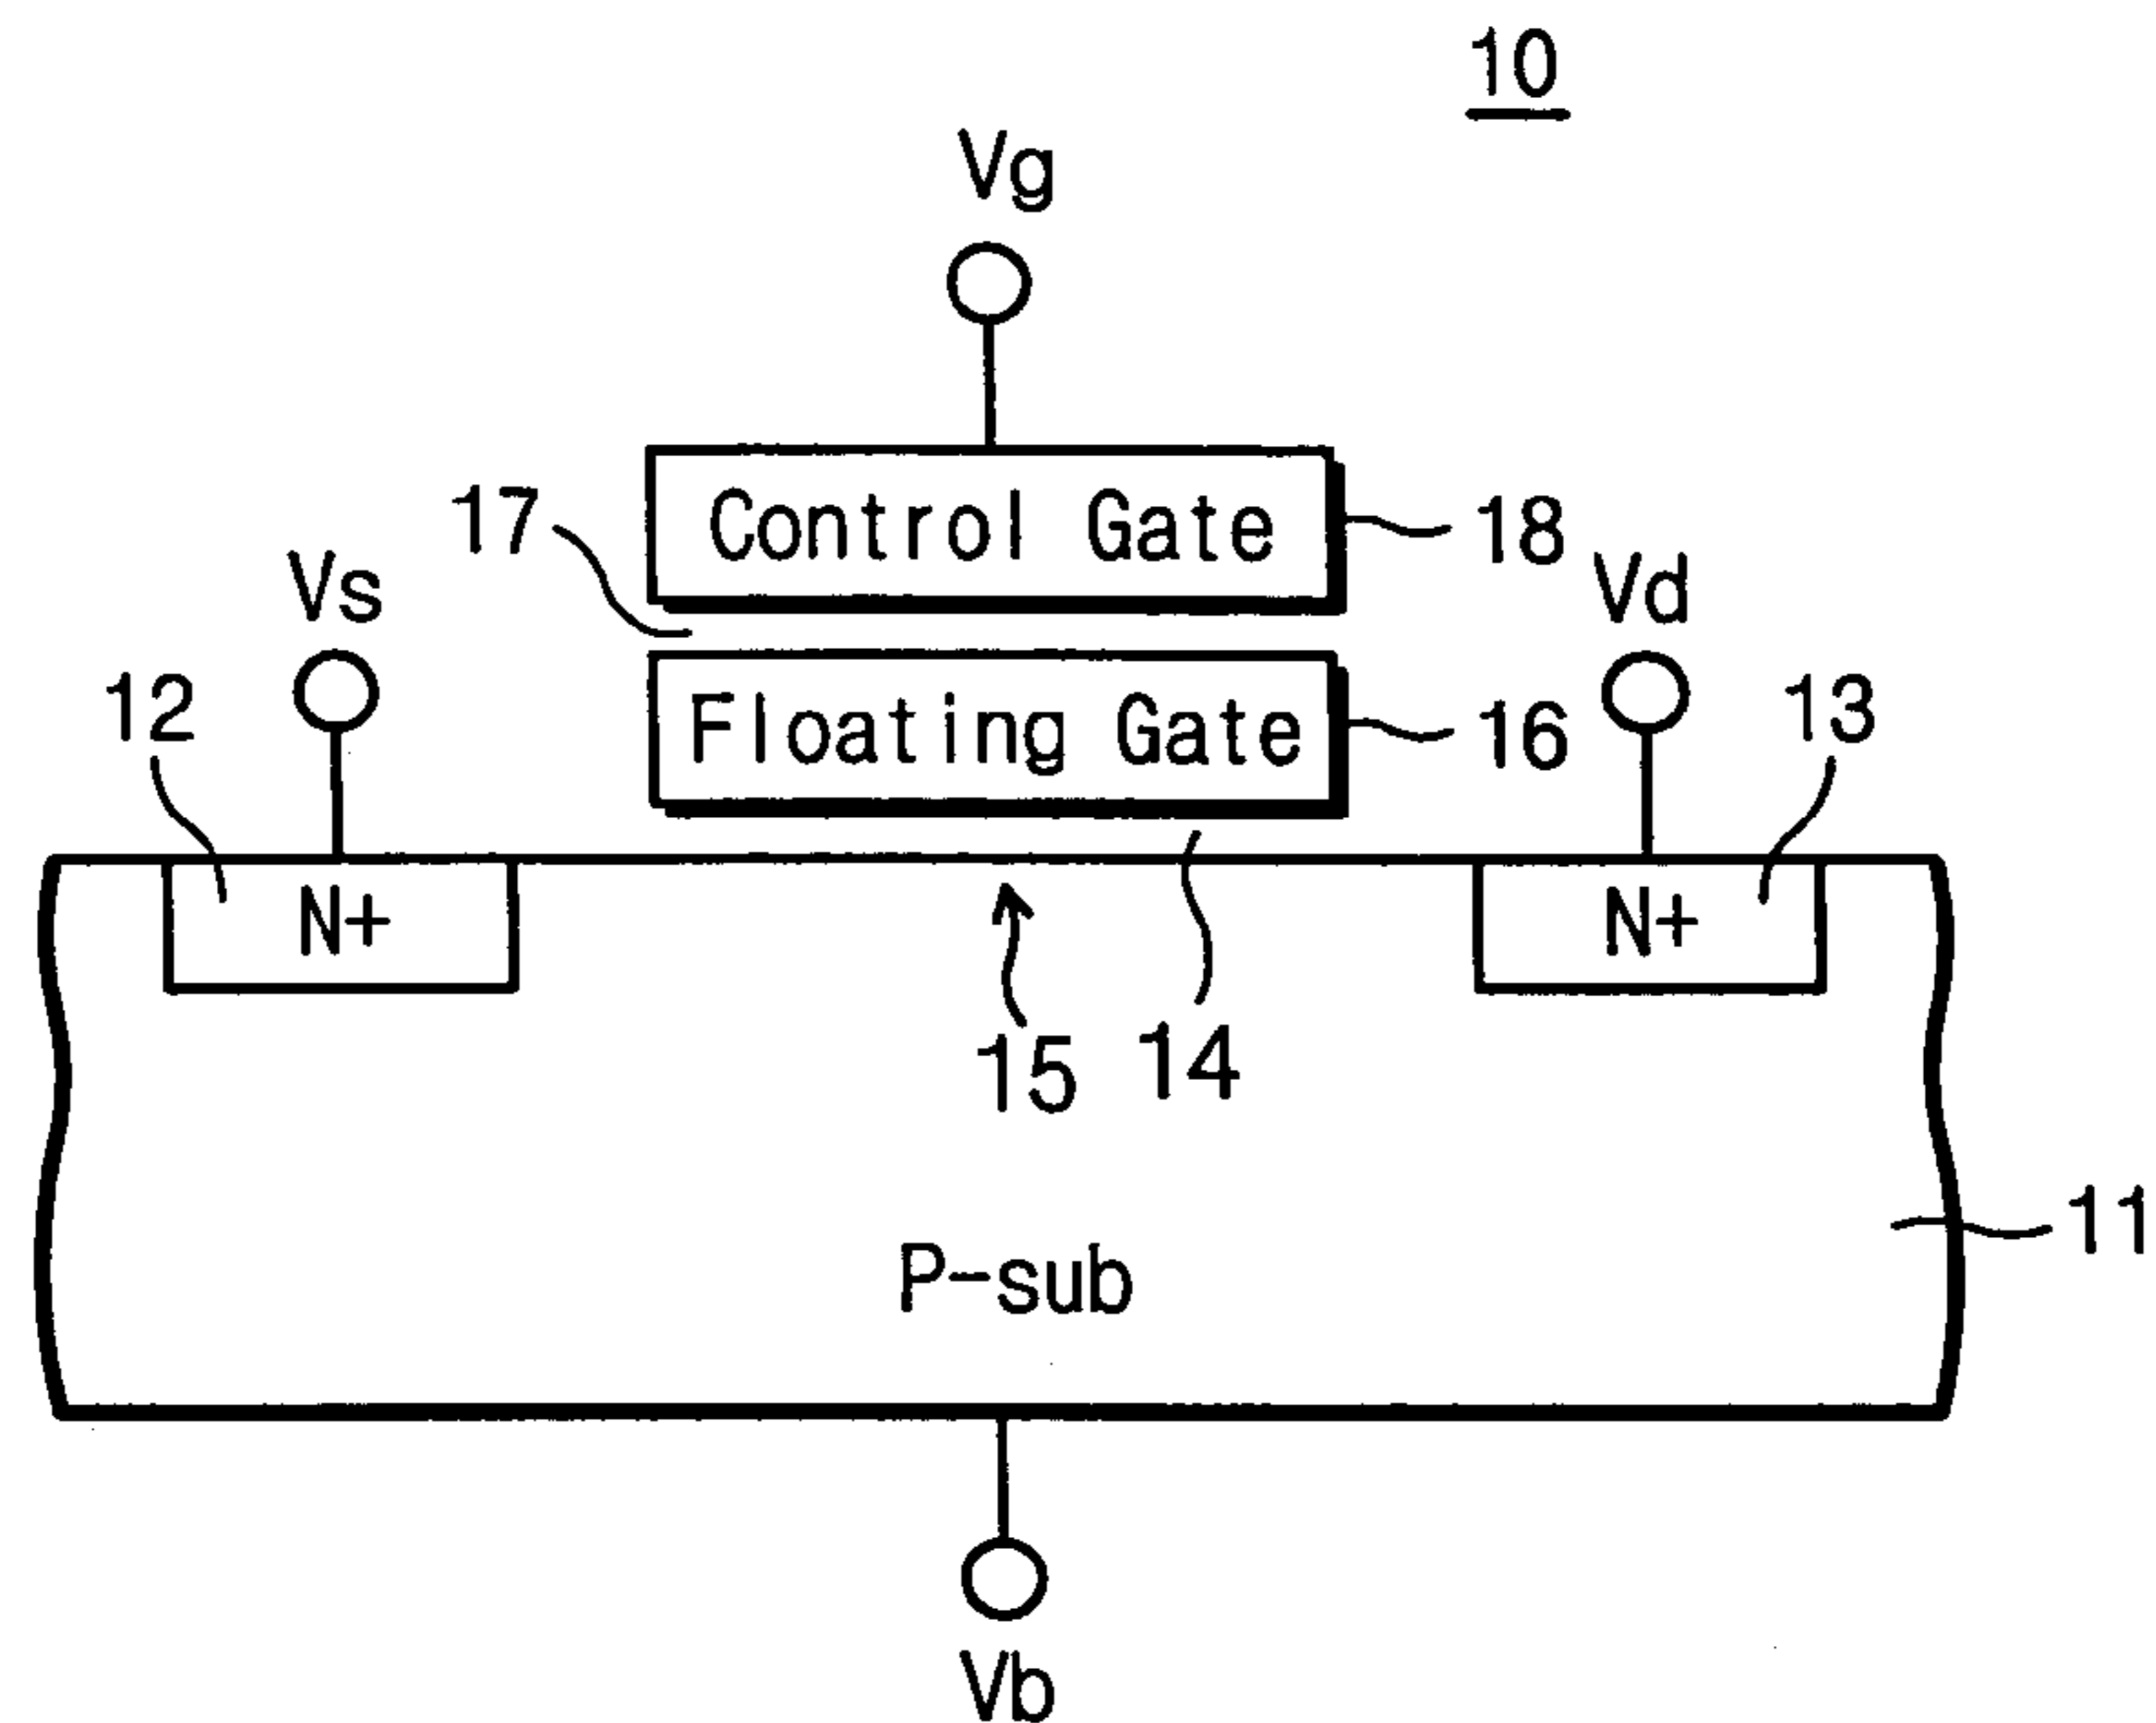 10
Vg
17
Control Gate
18
Vs
Vd
12
Floating Gate
16
13
N+
N+
15
14
11
P-sub
Vb